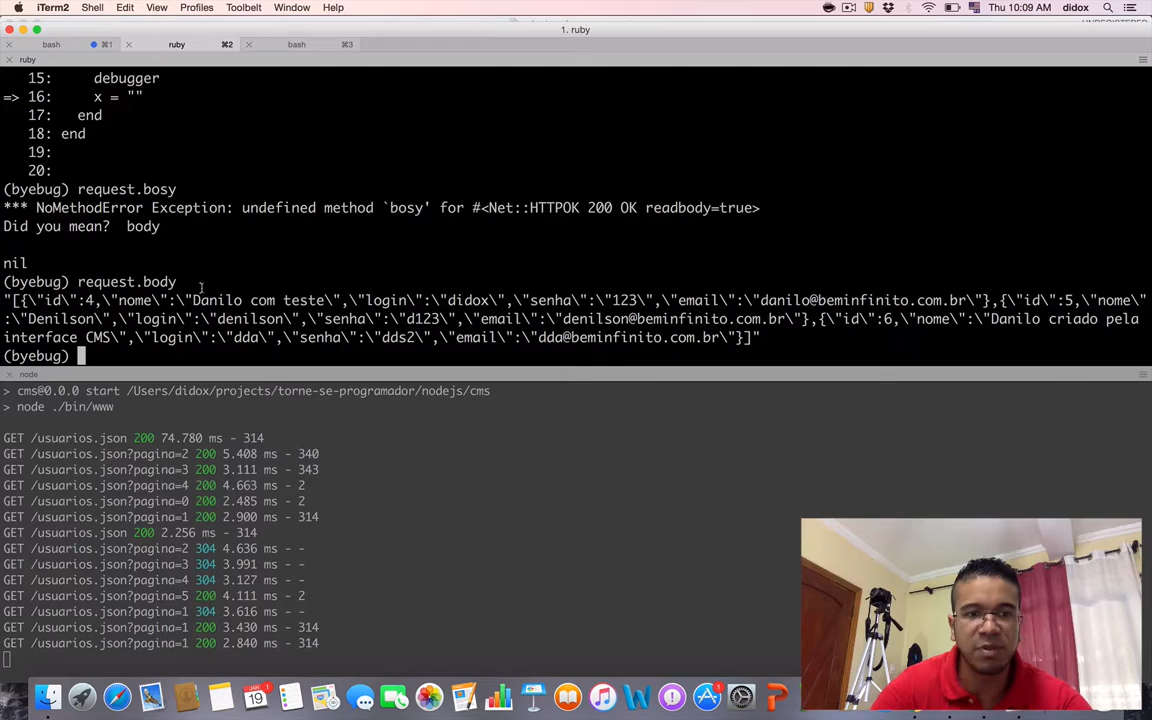 iTerm2 Shell Edit View Profiles Toolbelt Window Help Thu 10:09 AM didox
1. ruby
bash ⌘1 ruby ⌘2 bash ⌘3
ruby
15: debugger
=> 16: x = ""
17: end
18: end
19:
20:
(byebug) request.bosy
*** NoMethodError Exception: undefined method `bosy' for #<Net::HTTPOK 200 OK readbody=true>
Did you mean? body
nil
(byebug) request.body
"[{\"id\":4,\"nome\":\"Danilo com teste\",\"login\":\"didox\",\"senha\":\"123\",\"email\":\"danilo@beminfinito.com.br\"},{\"id\":5,\"nome\"
:\"Denilson\",\"login\":\"denilson\",\"senha\":\"d123\",\"email\":\"denilson@beminfinito.com.br\"},{\"id\":6,\"nome\":\"Danilo criado pela
interface CMS\",\"login\":\"dda\",\"senha\":\"dds2\",\"email\":\"dda@beminfinito.com.br\"}]"
(byebug)
node
> cms@0.0.0 start /Users/didox/projects/torne-se-programador/nodejs/cms
> node ./bin/www
GET /usuarios.json 200 74.780 ms - 314
GET /usuarios.json?pagina=2 200 5.408 ms - 340
GET /usuarios.json?pagina=3 200 3.111 ms - 343
GET /usuarios.json?pagina=4 200 4.663 ms - 2
GET /usuarios.json?pagina=0 200 2.485 ms - 2
GET /usuarios.json?pagina=1 200 2.900 ms - 314
GET /usuarios.json 200 2.256 ms - 314
GET /usuarios.json?pagina=2 304 4.636 ms - -
GET /usuarios.json?pagina=3 304 3.991 ms - -
GET /usuarios.json?pagina=4 304 3.127 ms - -
GET /usuarios.json?pagina=5 200 4.111 ms - 2
GET /usuarios.json?pagina=1 304 3.616 ms - -
GET /usuarios.json?pagina=1 200 3.430 ms - 314
GET /usuarios.json?pagina=1 200 2.840 ms - 314
JAN
19